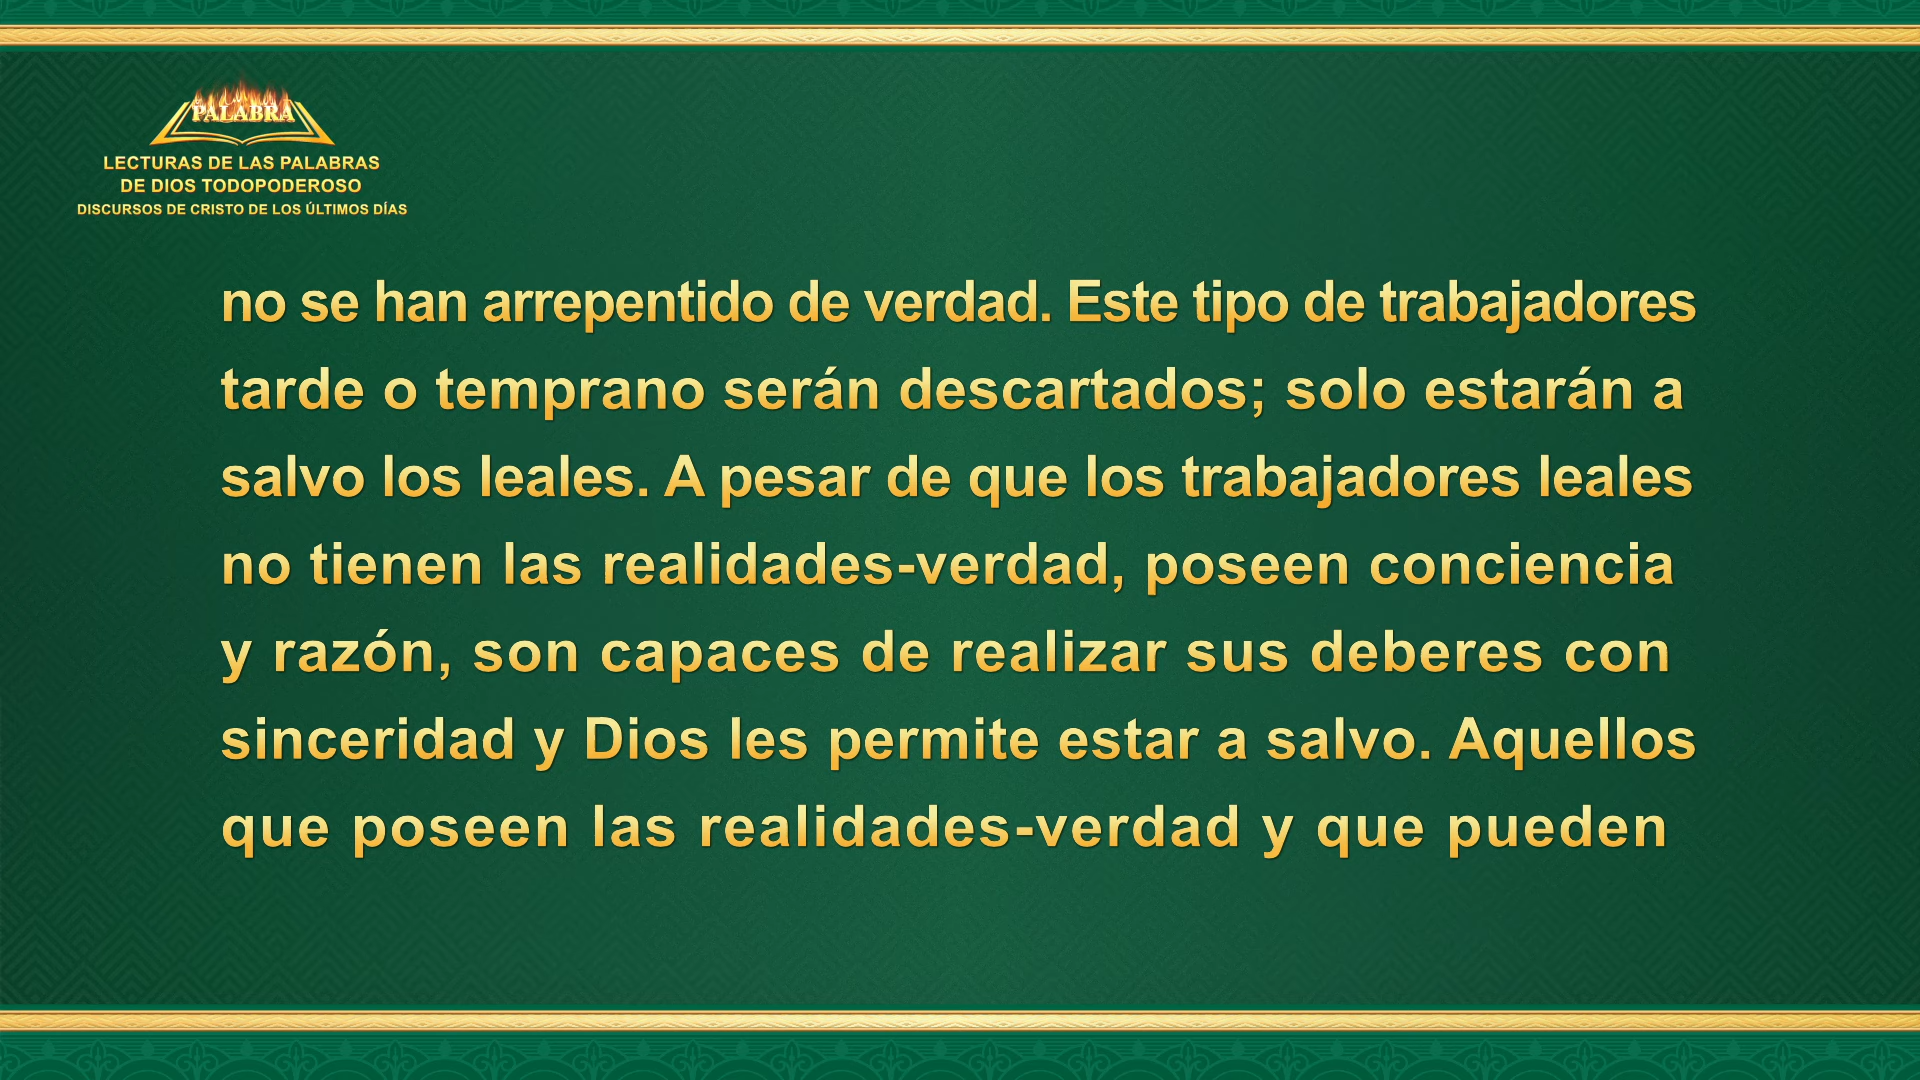 PALABRA
LECTURAS DE LAS PALABRAS
DE DIOS TODOPODEROSO
DISCURSOS DE CRISTO DE LOS ÚLTIMOS DÍAS
no se han arrepentido de verdad. Este tipo de trabajadores
tarde o temprano serán descartados; solo estarán a
salvo los leales. A pesar de que los trabajadores leales
no tienen las realidades-verdad, poseen conciencia
y razón, son capaces de realizar sus deberes con
sinceridad y Dios les permite estar a salvo. Aquellos
que poseen las realidades-verdad y que pueden